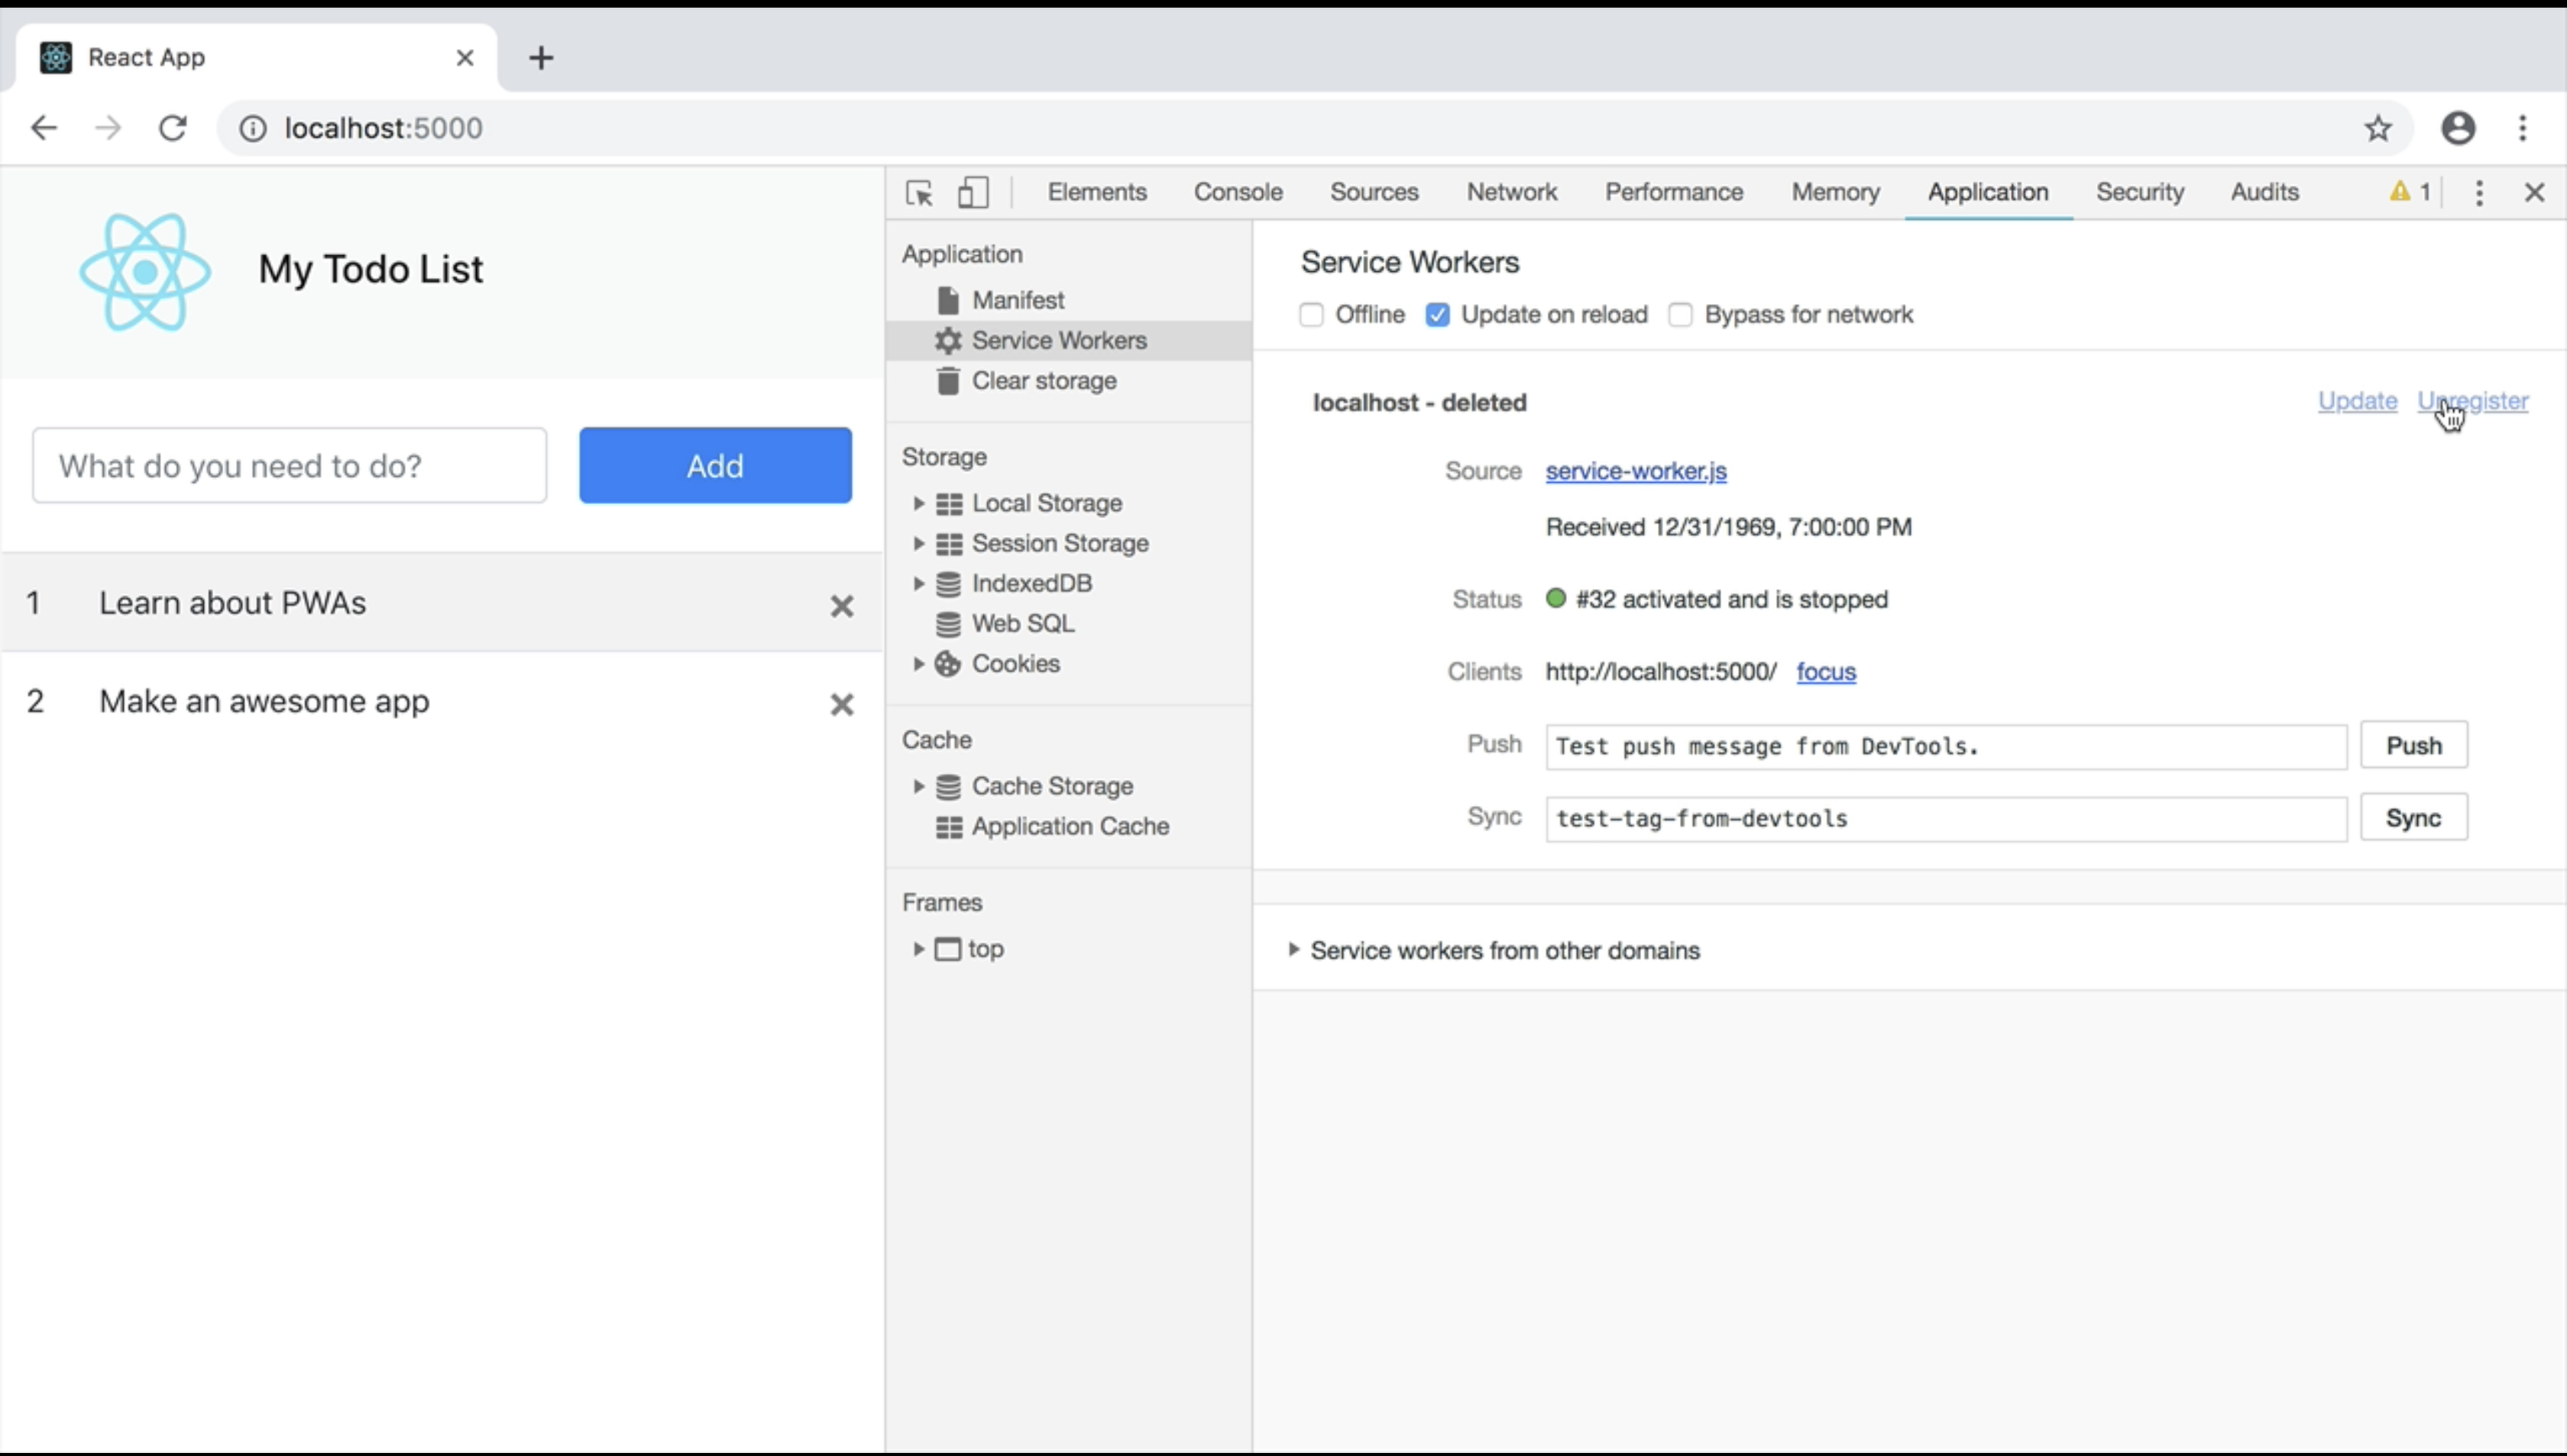 React App
localhost:5000
My Todo List
What do you need to do?
Add
1 Learn about PWAs
2 Make an awesome app
Elements Console Sources Network Performance Memory Application Security Audits 1
Application
Manifest
Service Workers
Clear storage
Storage
Local Storage
Session Storage
IndexedDB
Web SQL
Cookies
Cache
Cache Storage
Application Cache
Frames
top
Service Workers
Offline Update on reload Bypass for network
localhost - deleted Update Unregister
Source service-worker.js
Received 12/31/1969, 7:00:00 PM
Status #32 activated and is stopped
Clients http://localhost:5000/ focus
Push Test push message from DevTools. Push
Sync test-tag-from-devtools Sync
Service workers from other domains